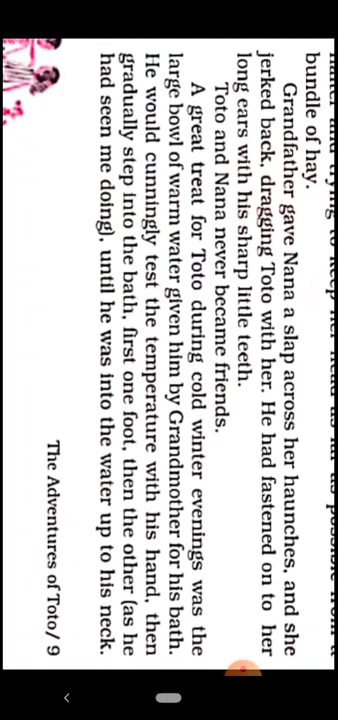 bundle of hay.
Grandfather gave Nana a slap across her haunches, and she
jerked back, dragging Toto with her. He had fastened on to her
long ears with his sharp little teeth.
Toto and Nana never became friends.
A great treat for Toto during cold winter evenings was the
large bowl of warm water given him by Grandmother for his bath.
He would cunningly test the temperature with his hand, then
gradually step into the bath, first one foot, then the other (as he
had seen me doing), until he was into the water up to his neck.
The Adventures of Toto/ 9